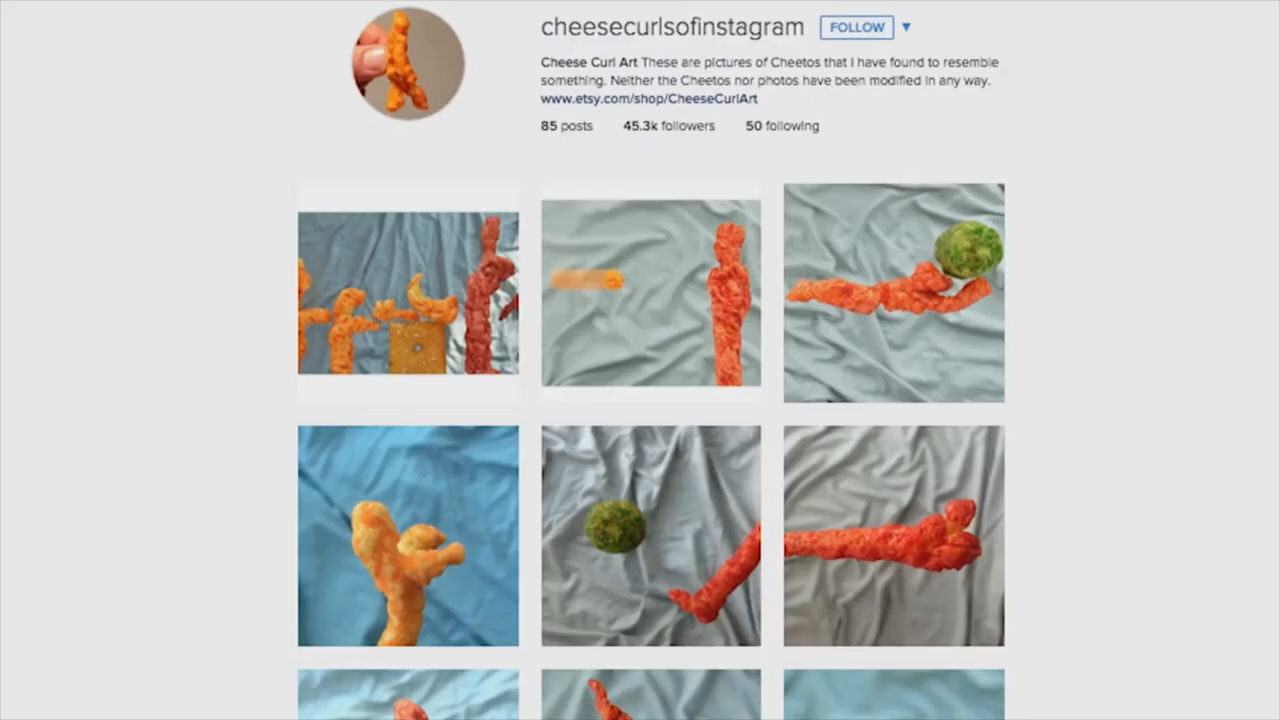 cheesecurlsofinstagram FOLLOW
Cheese Curl Art These are pictures of Cheetos that I have found to resemble
something. Neither the Cheetos nor photos have been modified in any way.
www.etsy.com/shop/CheeseCurlArt
85 posts 45.3k followers 50 following